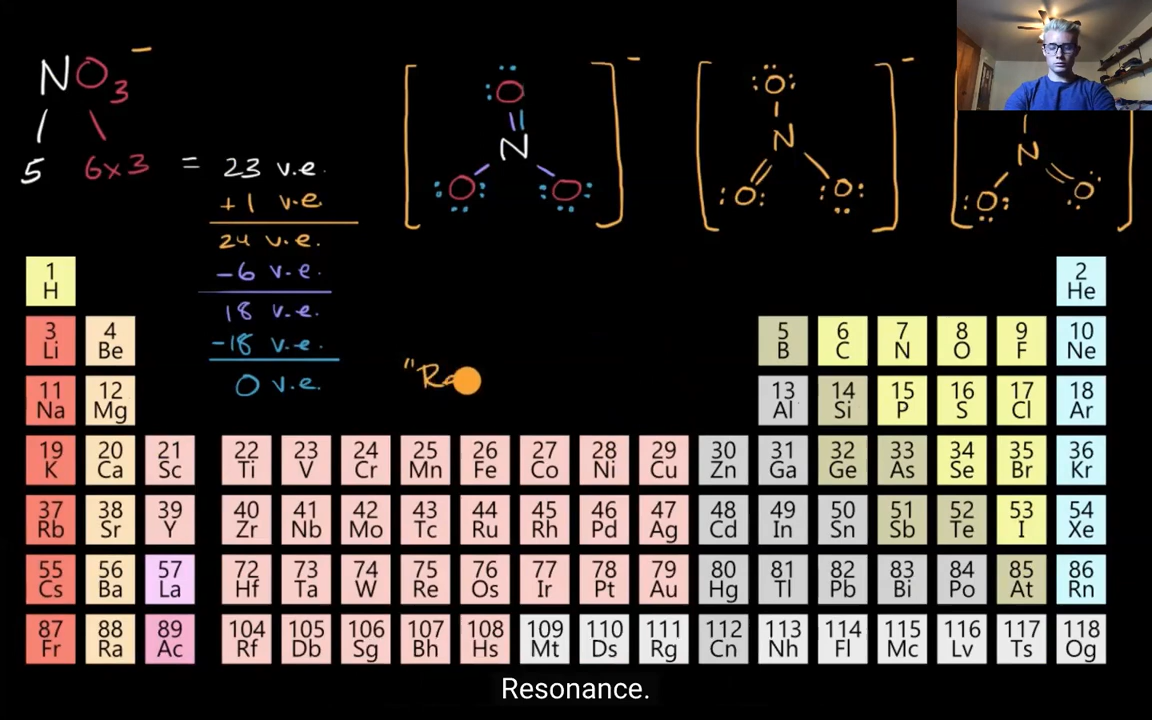 NO3-
5 6x3 = 23 v.e.
+1 v.e.
24 v.e.
-6 v.e.
18 v.e.
-18 v.e.
0 v.e.
O
N
O O
-
O
N
O O
-
N
O O
"Re
1 2
H He
3 4 5 6 7 8 9 10
Li Be B C N O F Ne
11 12 13 14 15 16 17 18
Na Mg Al Si P S Cl Ar
19 20 21 22 23 24 25 26 27 28 29 30 31 32 33 34 35 36
K Ca Sc Ti V Cr Mn Fe Co Ni Cu Zn Ga Ge As Se Br Kr
37 38 39 40 41 42 43 44 45 46 47 48 49 50 51 52 53 54
Rb Sr Y Zr Nb Mo Tc Ru Rh Pd Ag Cd In Sn Sb Te I Xe
55 56 57 72 73 74 75 76 77 78 79 80 81 82 83 84 85 86
Cs Ba La Hf Ta W Re Os Ir Pt Au Hg Tl Pb Bi Po At Rn
87 88 89 104 105 106 107 108 109 110 111 112 113 114 115 116 117 118
Fr Ra Ac Rf Db Sg Bh Hs Mt Ds Rg Cn Nh Fl Mc Lv Ts Og
Resonance.